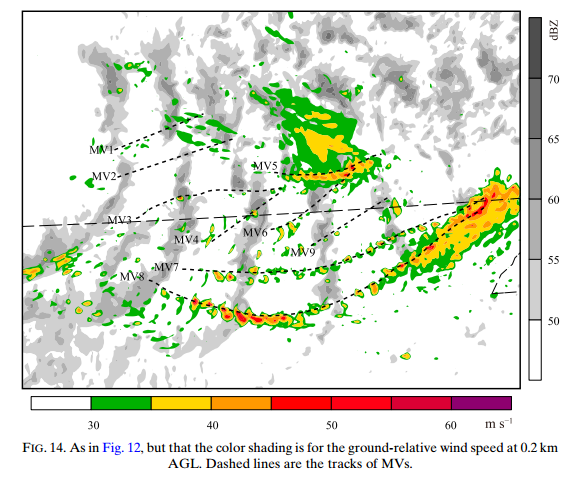 dBZ
70
65
60
55
50
MV1
MV2
MV5
MV3
MV4
MV6
MV9
MV7
MV8
30
40
50
60
m s⁻¹
FIG. 14. As in Fig. 12, but that the color shading is for the ground-relative wind speed at 0.2 km
AGL. Dashed lines are the tracks of MVs.